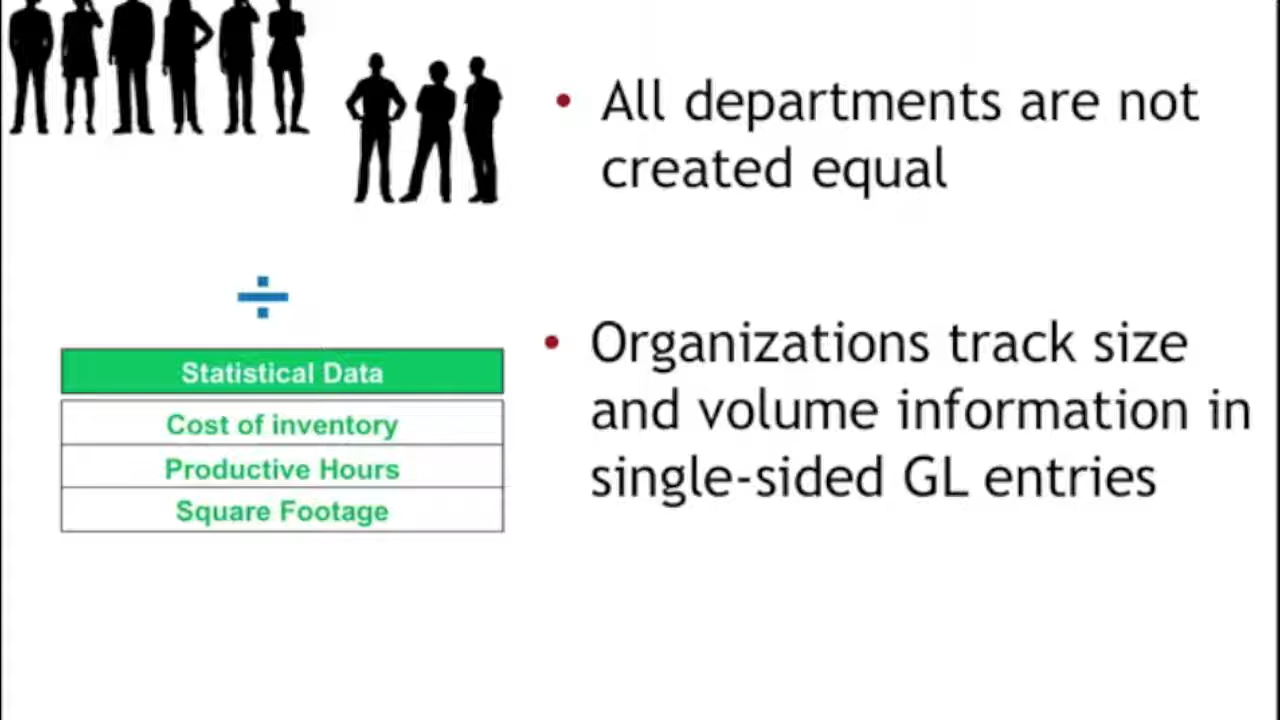 • All departments are not
created equal
÷
Statistical Data
Cost of inventory
Productive Hours
Square Footage
• Organizations track size
and volume information in
single-sided GL entries